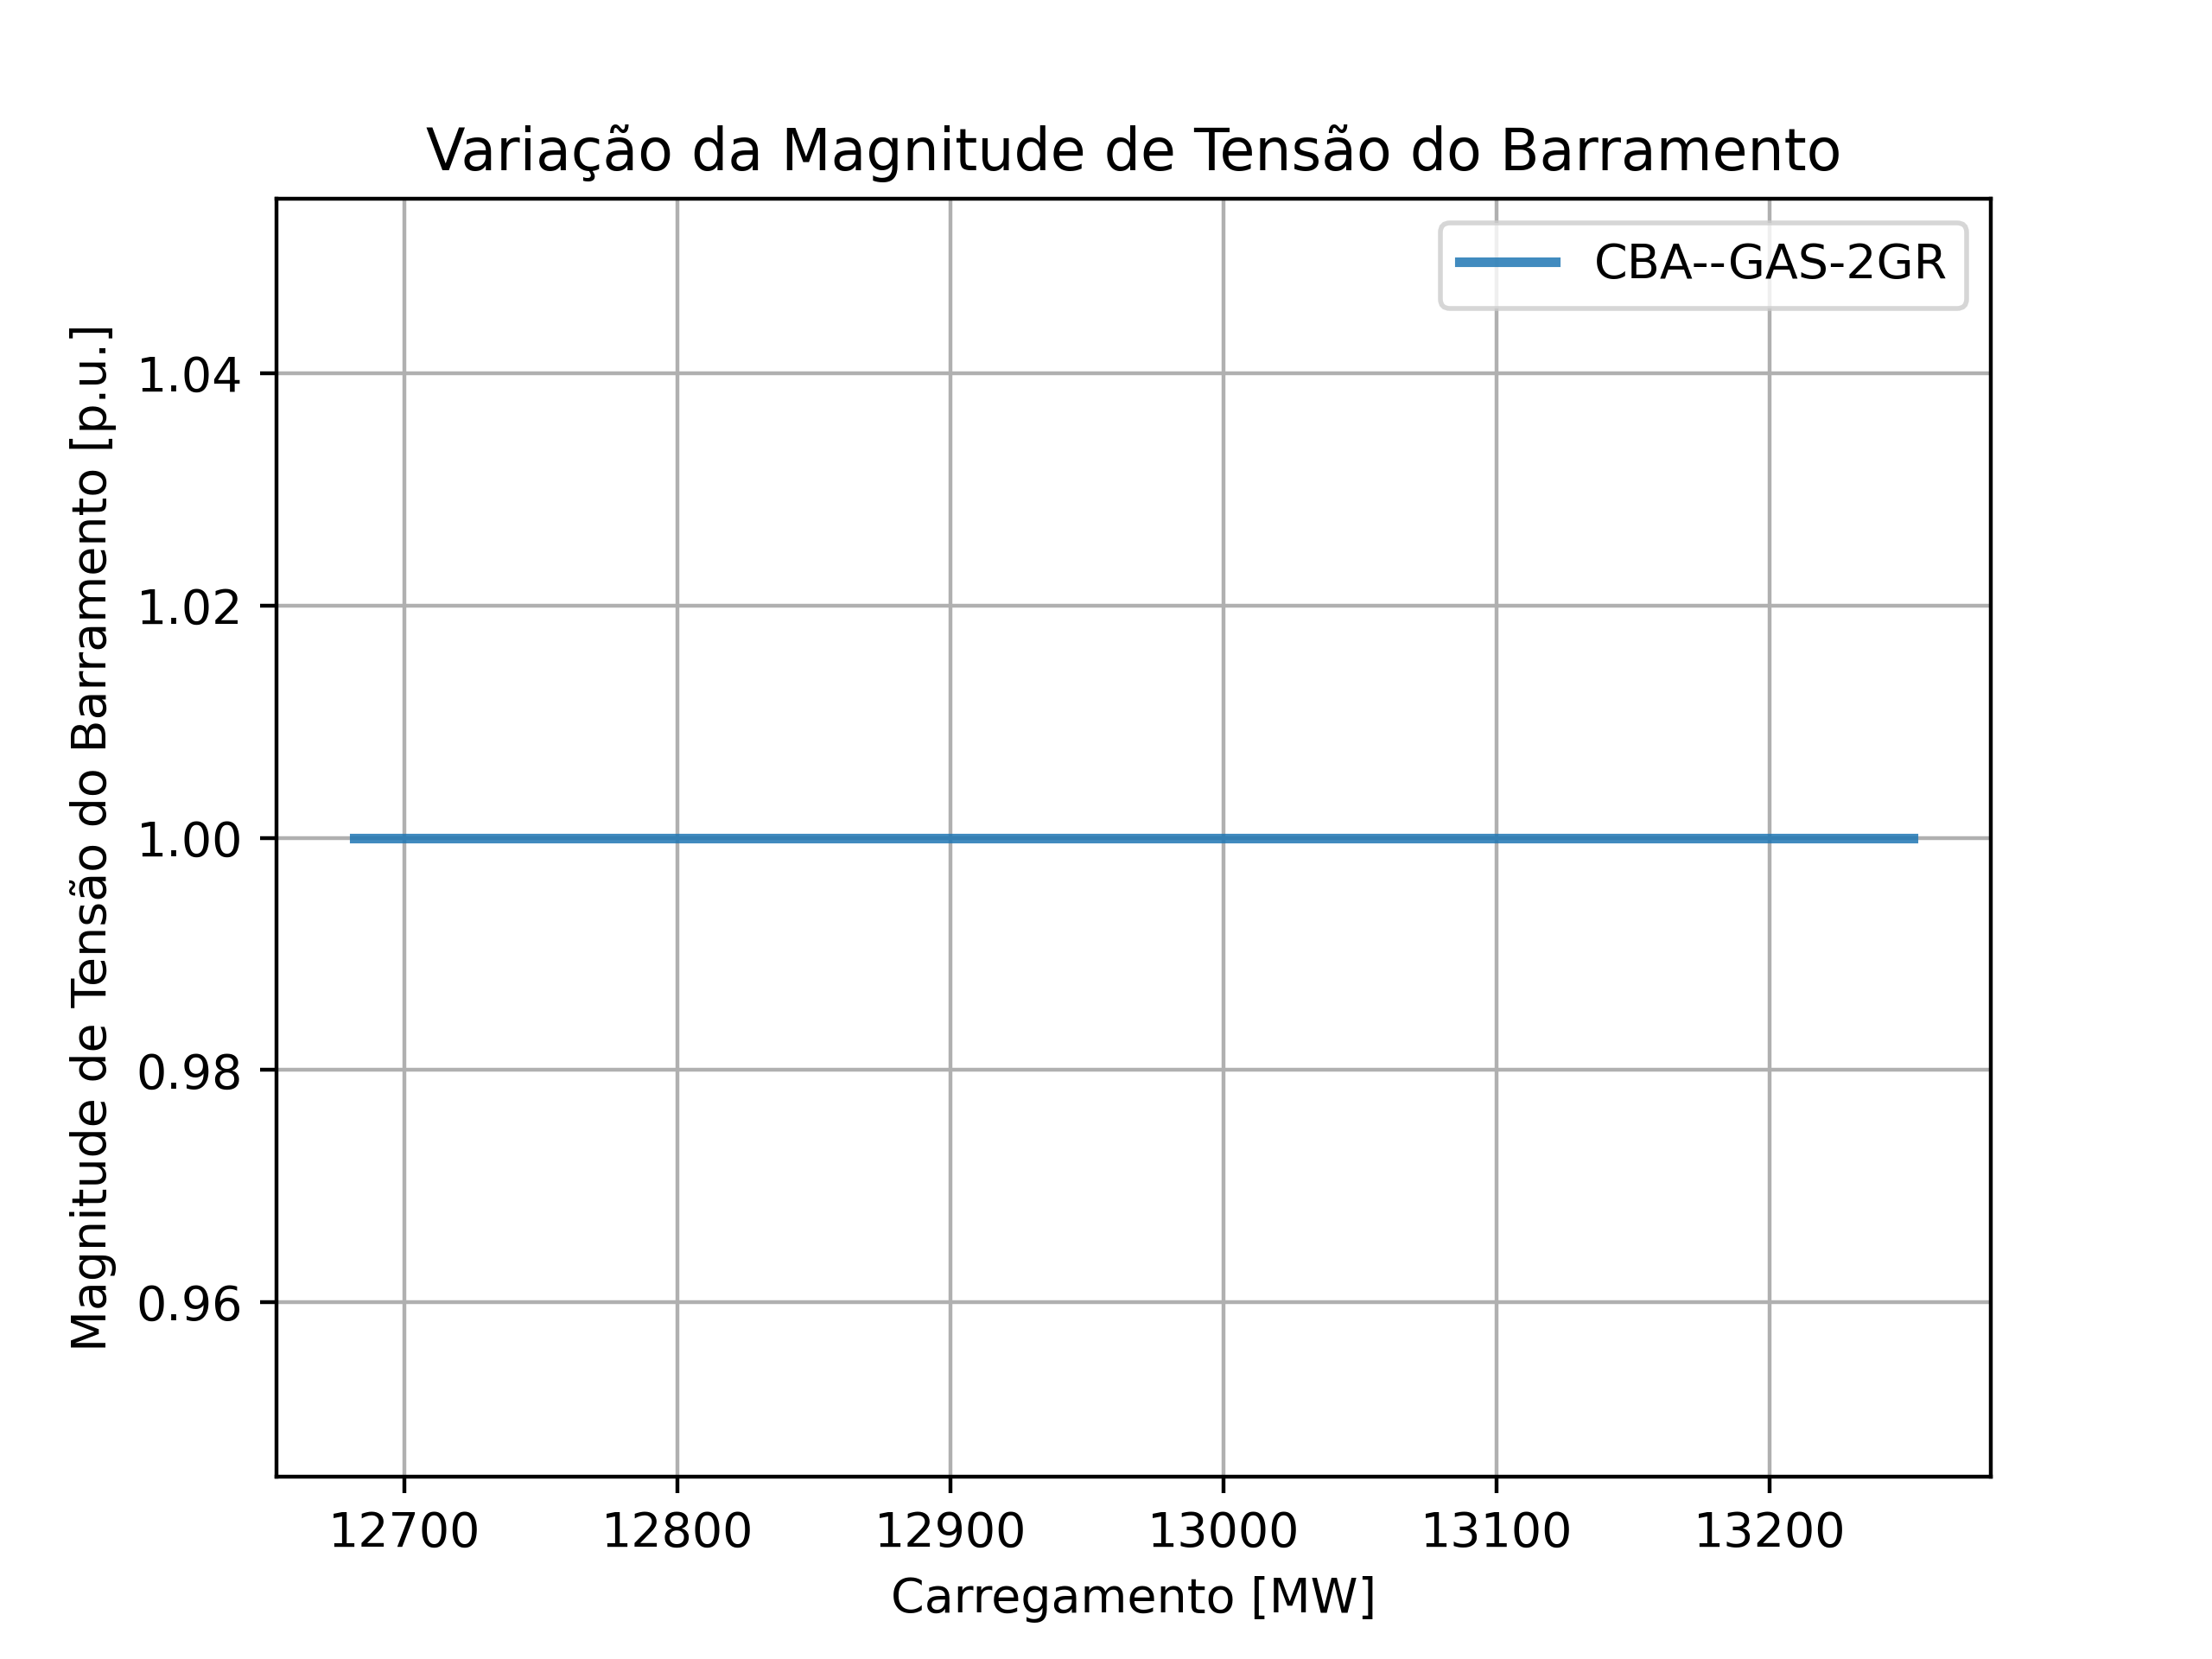 Variação da Magnitude de Tensão do Barramento
CBA--GAS-2GR
Magnitude de Tensão do Barramento [p.u.]
1.04
1.02
1.00
0.98
0.96
12700 12800 12900 13000 13100 13200
Carregamento [MW]